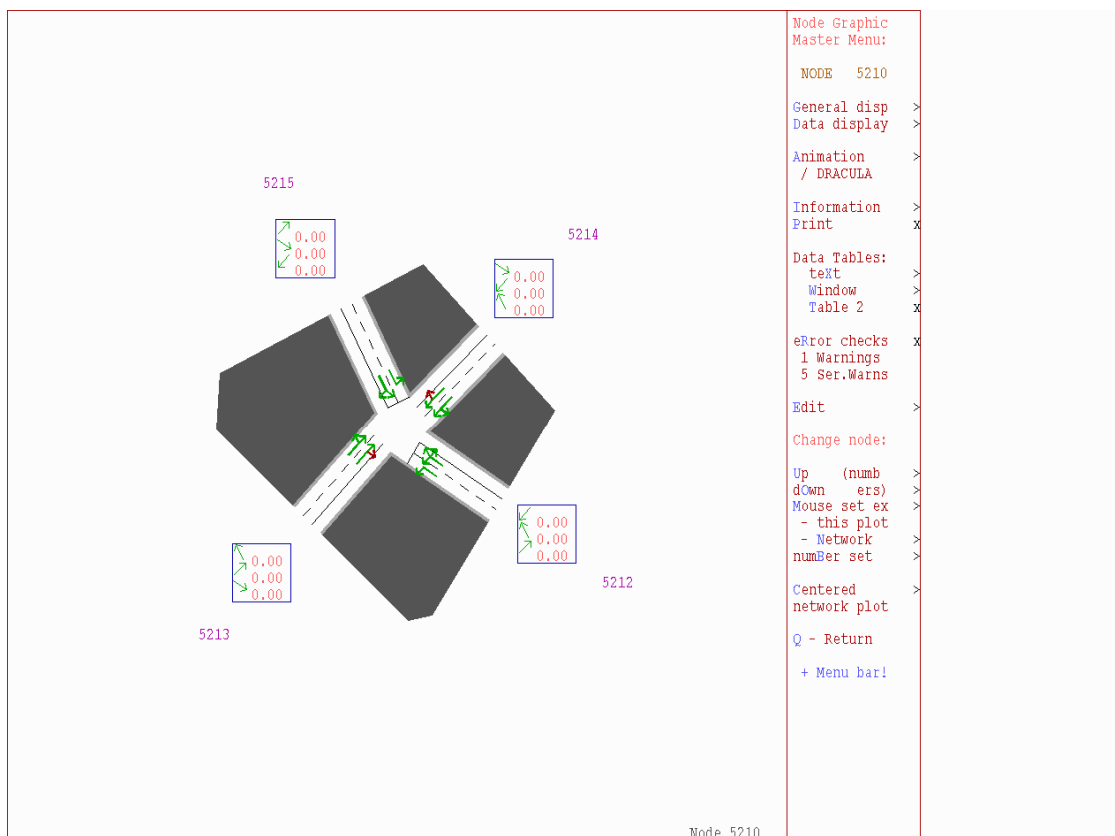 5215
0.00
0.00
0.00
5214
0.00
0.00
0.00
0.00
0.00
0.00
5212
0.00
0.00
0.00
5213
Node 5210
Node Graphic
Master Menu:
NODE 5210
General disp >
Data display >
Animation >
/ DRACULA
Information >
Print x
Data Tables:
teXt >
Window >
Table 2 x
eRror checks x
1 Warnings
5 Ser.Warns
Edit >
Change node:
Up (numb >
dOwn ers) >
Mouse set ex >
- this plot
- Network >
numBer set >
Centered >
network plot
Q - Return
+ Menu bar!